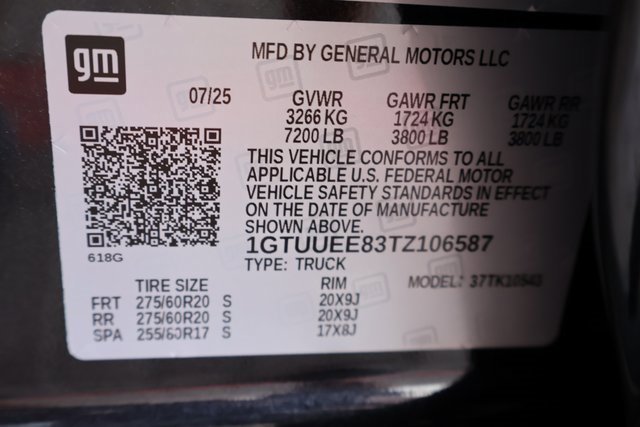 gm
MFD BY GENERAL MOTORS LLC
07/25 GVWR GAWR FRT GAWR RR
3266 KG 1724 KG 1724 KG
7200 LB 3800 LB 3800 LB
THIS VEHICLE CONFORMS TO ALL
APPLICABLE U.S. FEDERAL MOTOR
VEHICLE SAFETY STANDARDS IN EFFECT
ON THE DATE OF MANUFACTURE
SHOWN ABOVE.
1GTUUEE83TZ106587
618G
TYPE: TRUCK
TIRE SIZE RIM MODEL: 37TK10543
FRT 275/60R20 S 20X9J
RR 275/60R20 S 20X9J
SPA 255/80R17 S 17X8J